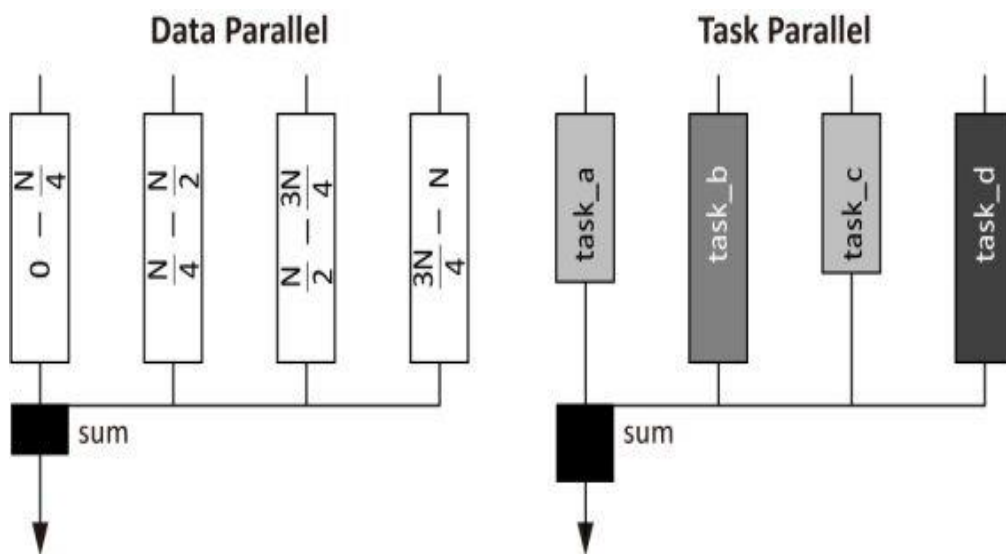 Data Parallel
0 — N/4
N/4 — N/2
N/2 — 3N/4
3N/4 — N
sum
Task Parallel
task_a
task_b
task_c
task_d
sum